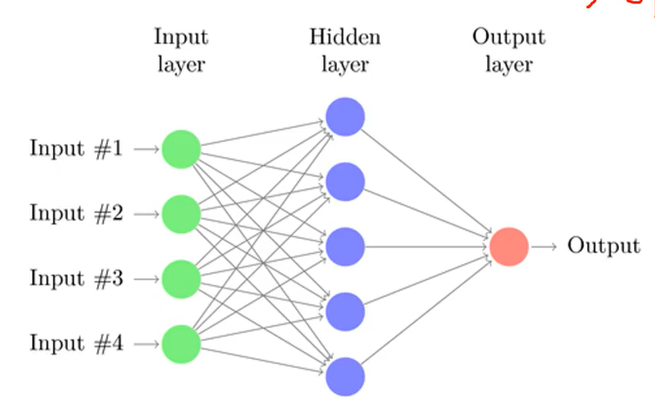 Input
layer
Hidden
layer
Output
layer
Input #1
Input #2
Input #3
Input #4
Output